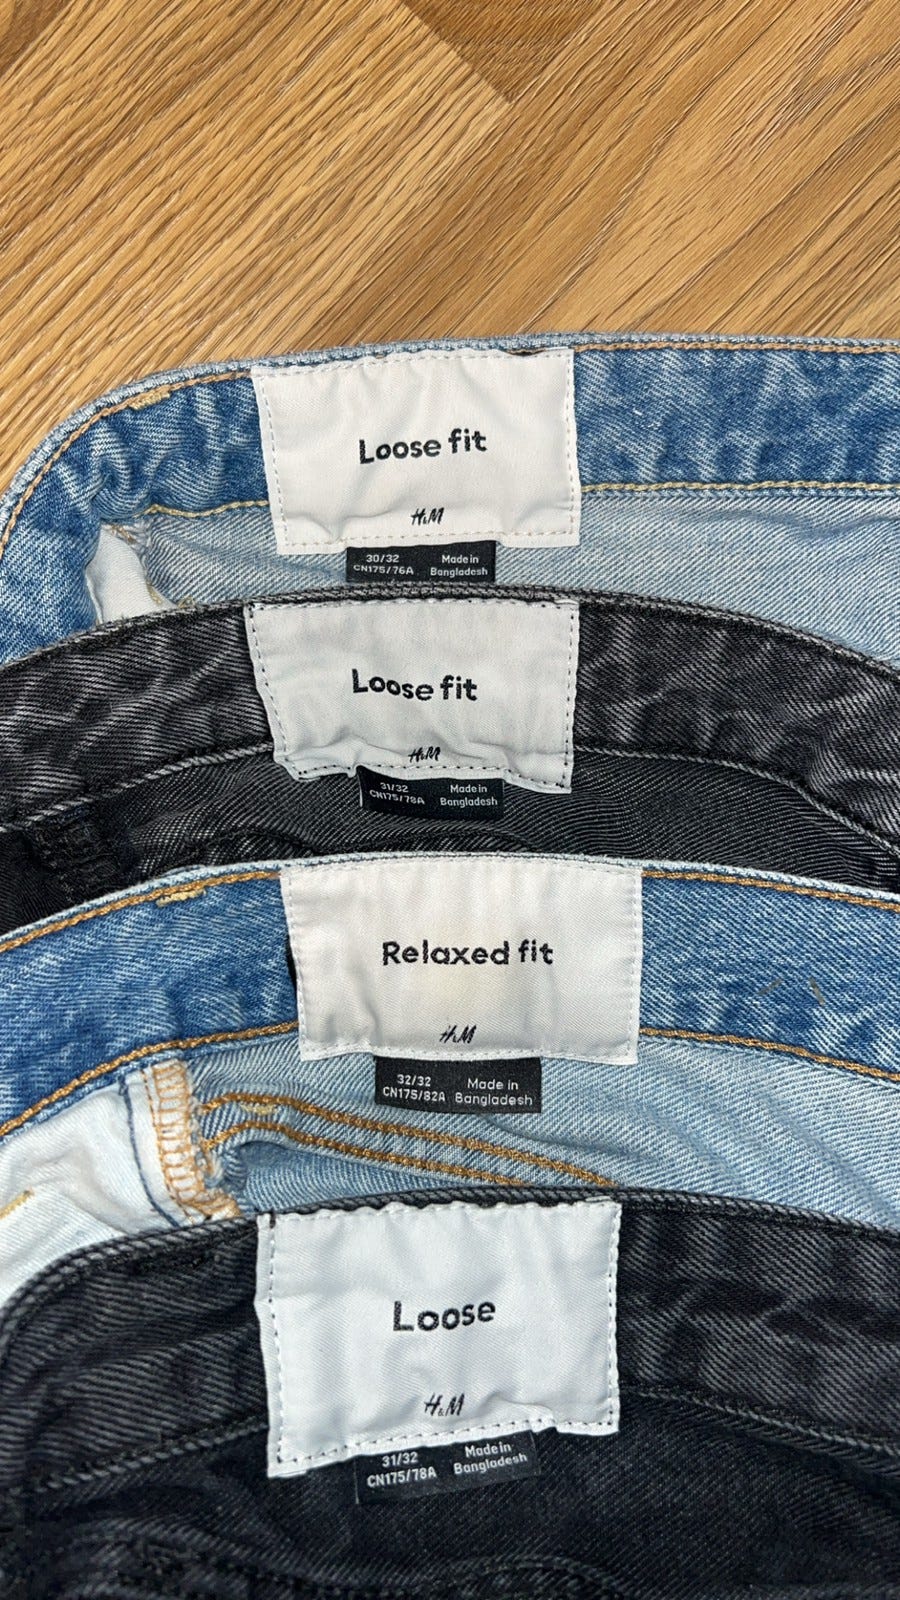 Loose fit
H&M
30/32 Made in
CN175/76A Bangladesh
Loose fit
H&M
31/32 Made in
CN175/78A Bangladesh
Relaxed fit
H&M
32/32 Made in
CN175/82A Bangladesh
Loose
H&M
31/32 Made in
CN175/78A Bangladesh